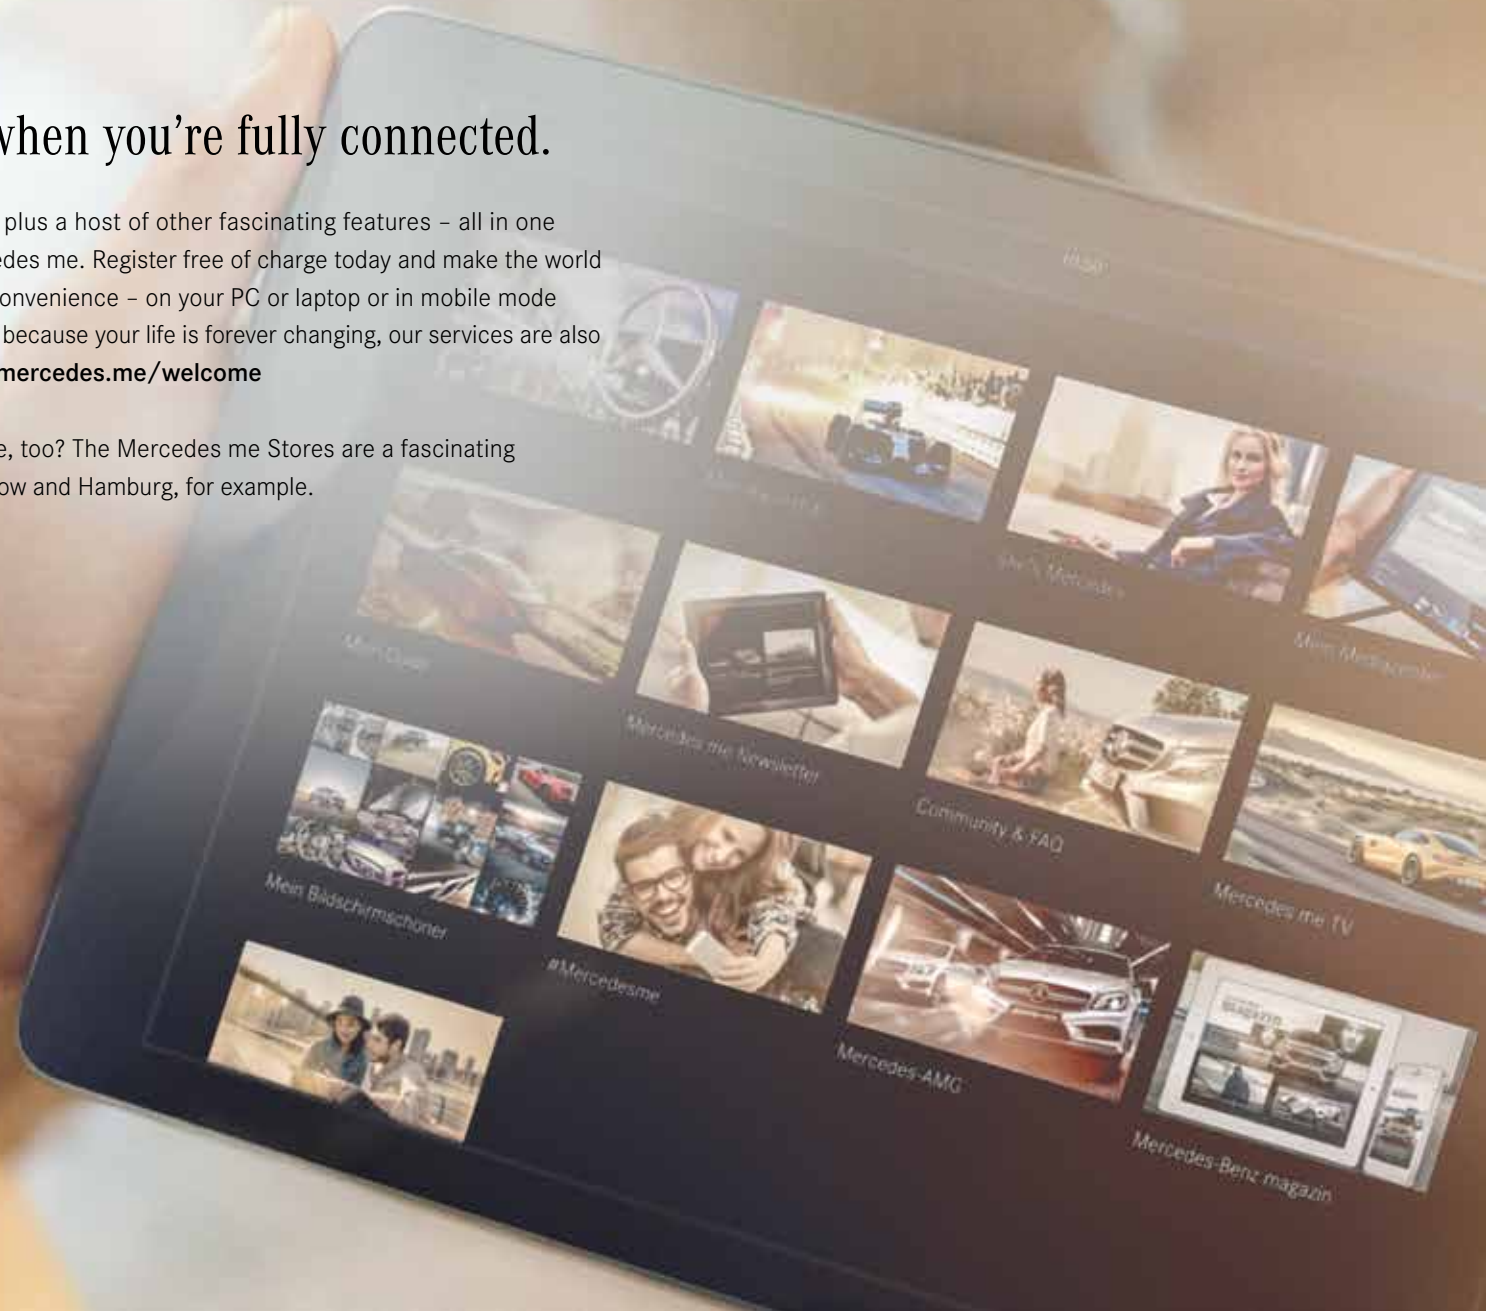 when you're fully connected.
plus a host of other fascinating features – all in one
edes me. Register free of charge today and make the world
onvenience – on your PC or laptop or in mobile mode
because your life is forever changing, our services are also
mercedes.me/welcome
e, too? The Mercedes me Stores are a fascinating
ow and Hamburg, for example.
10:50
Mein Mediacenter
Mercedes me Newsletter
Community & FAQ
Mercedes me TV
Mein Bildschirmschoner
#Mercedesme
Mercedes-AMG
Mercedes-Benz magazin